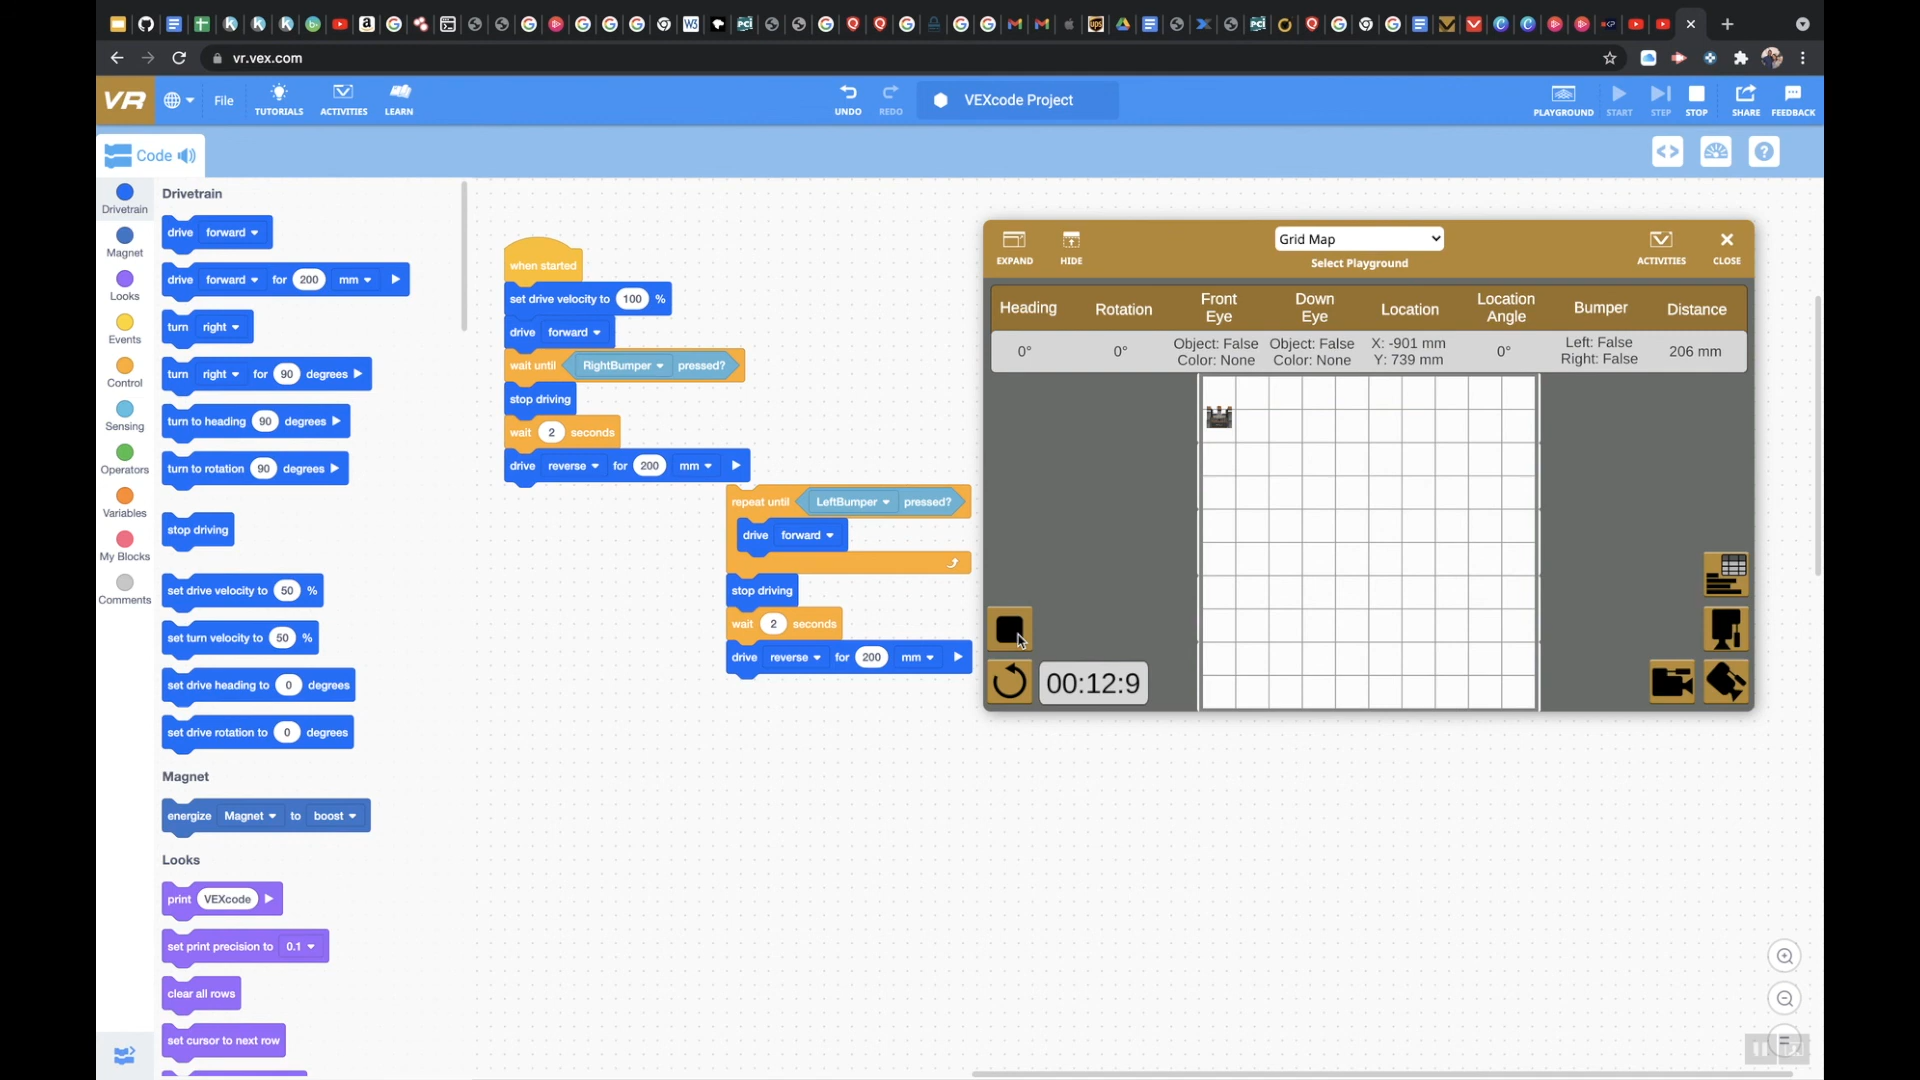 vr.vex.com
VR
File
TUTORIALS
ACTIVITIES
LEARN
UNDO
REDO
VEXcode Project
PLAYGROUND
START
STEP
STOP
SHARE
FEEDBACK
Code
Drivetrain
Magnet
Looks
Events
Control
Sensing
Operators
Variables
My Blocks
Comments
Drivetrain
drive forward
drive forward for 200 mm
turn right
turn right for 90 degrees
turn to heading 90 degrees
turn to rotation 90 degrees
stop driving
set drive velocity to 50 %
set turn velocity to 50 %
set drive heading to 0 degrees
set drive rotation to 0 degrees
Magnet
energize Magnet to boost
Looks
print VEXcode
set print precision to 0.1
clear all rows
set cursor to next row
when started
set drive velocity to 100 %
drive forward
wait until RightBumper pressed?
stop driving
wait 2 seconds
drive reverse for 200 mm
repeat until LeftBumper pressed?
drive forward
stop driving
wait 2 seconds
drive reverse for 200 mm
EXPAND
HIDE
Grid Map
Select Playground
ACTIVITIES
CLOSE
Heading
Rotation
Front
Eye
Down
Eye
Location
Location
Angle
Bumper
Distance
0°
0°
Object: False
Color: None
Object: False
Color: None
X: -901 mm
Y: 739 mm
0°
Left: False
Right: False
206 mm
00:12:9